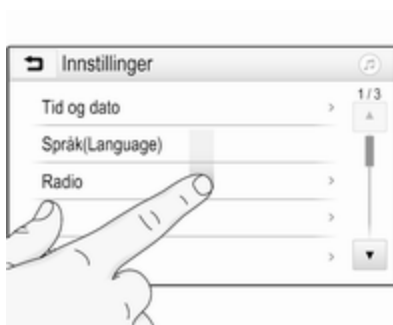 Innstillinger
1/3
Tid og dato
Språk(Language)
Radio